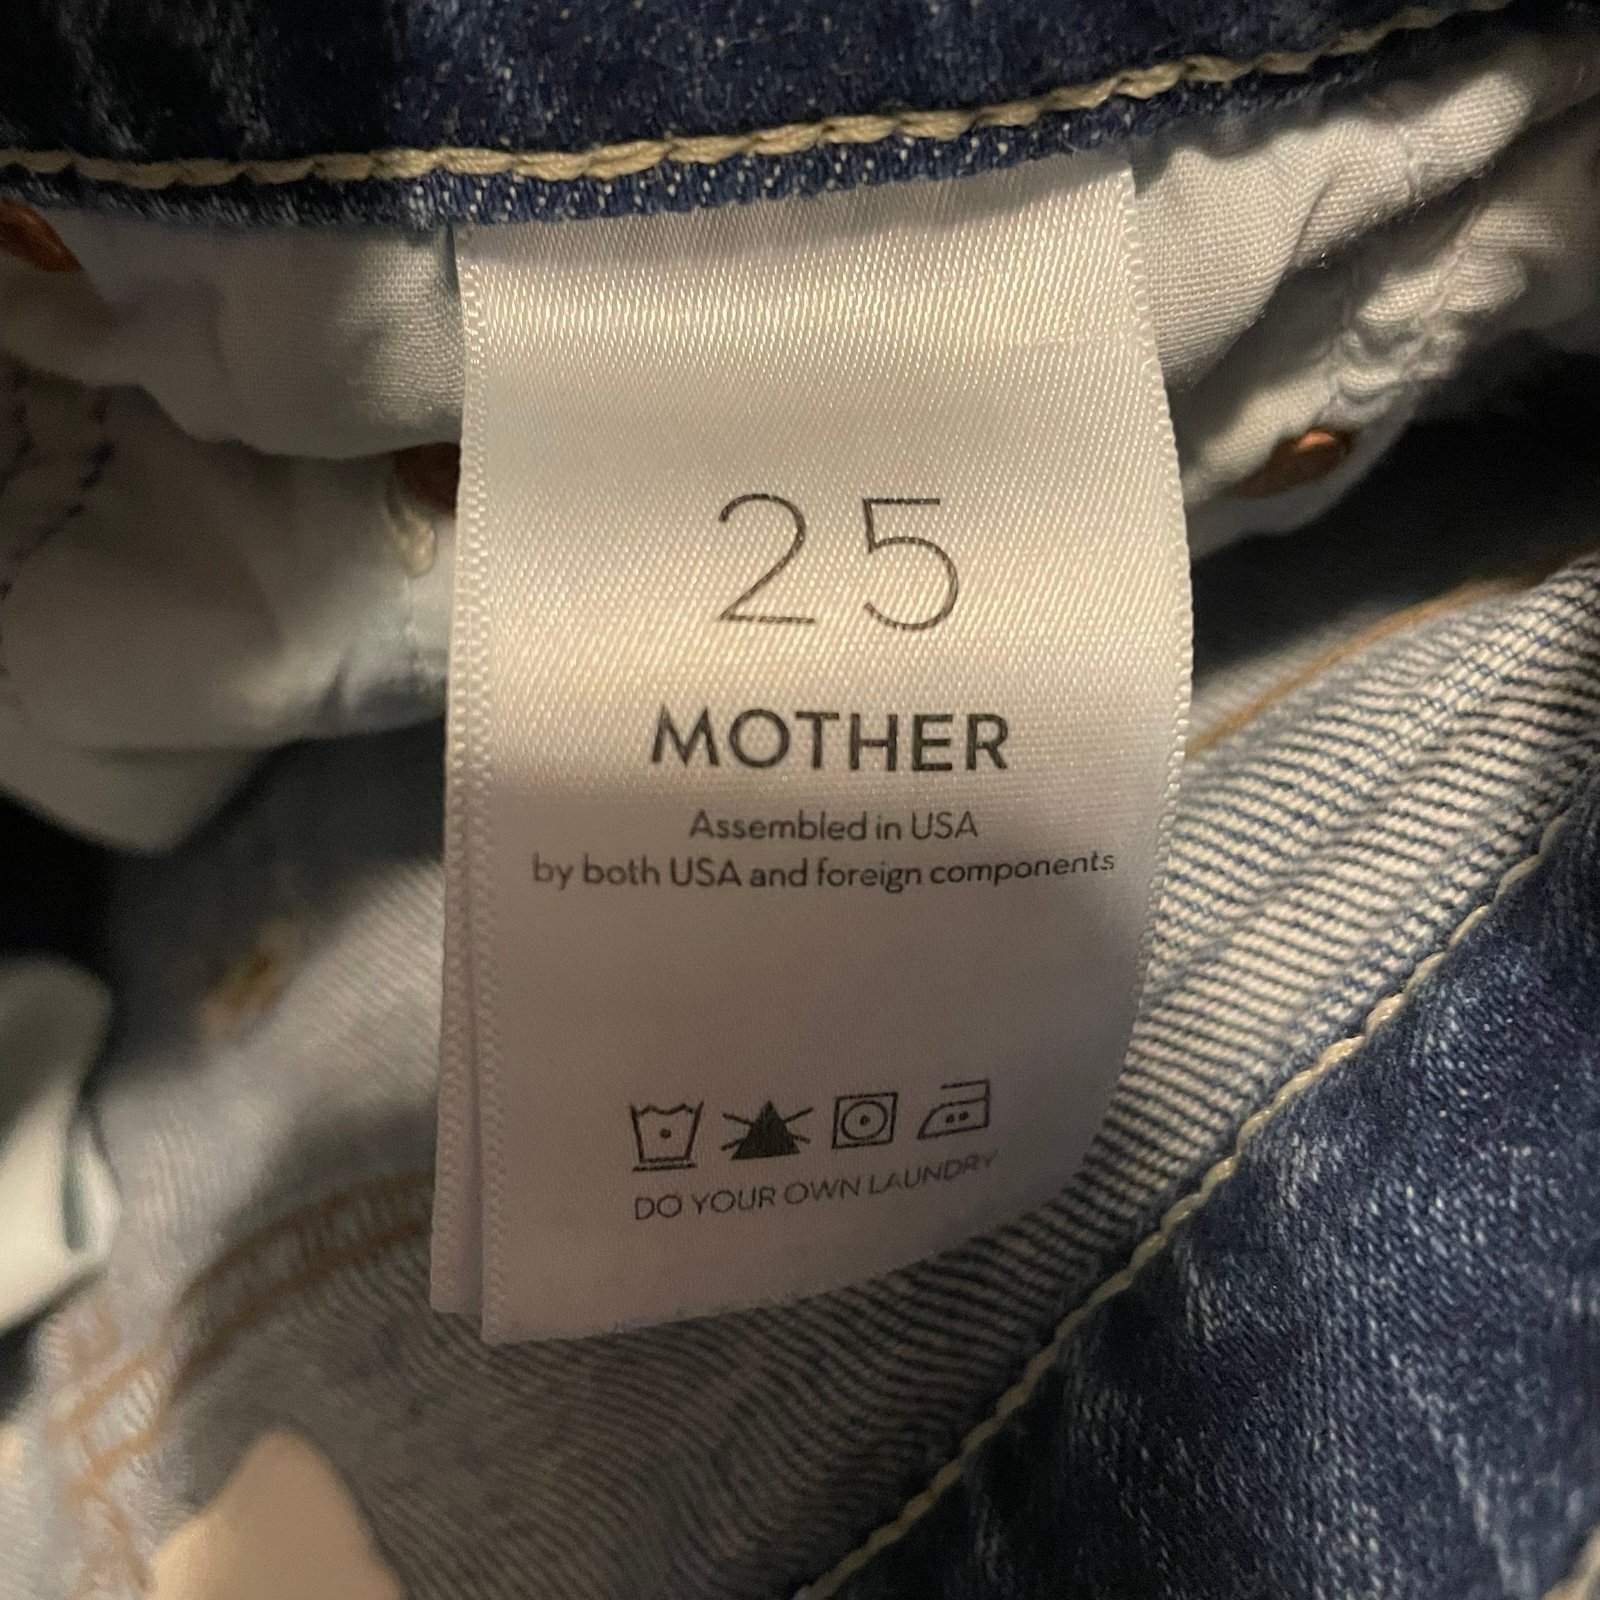 25
MOTHER
Assembled in USA
by both USA and foreign components
DO YOUR OWN LAUNDRY